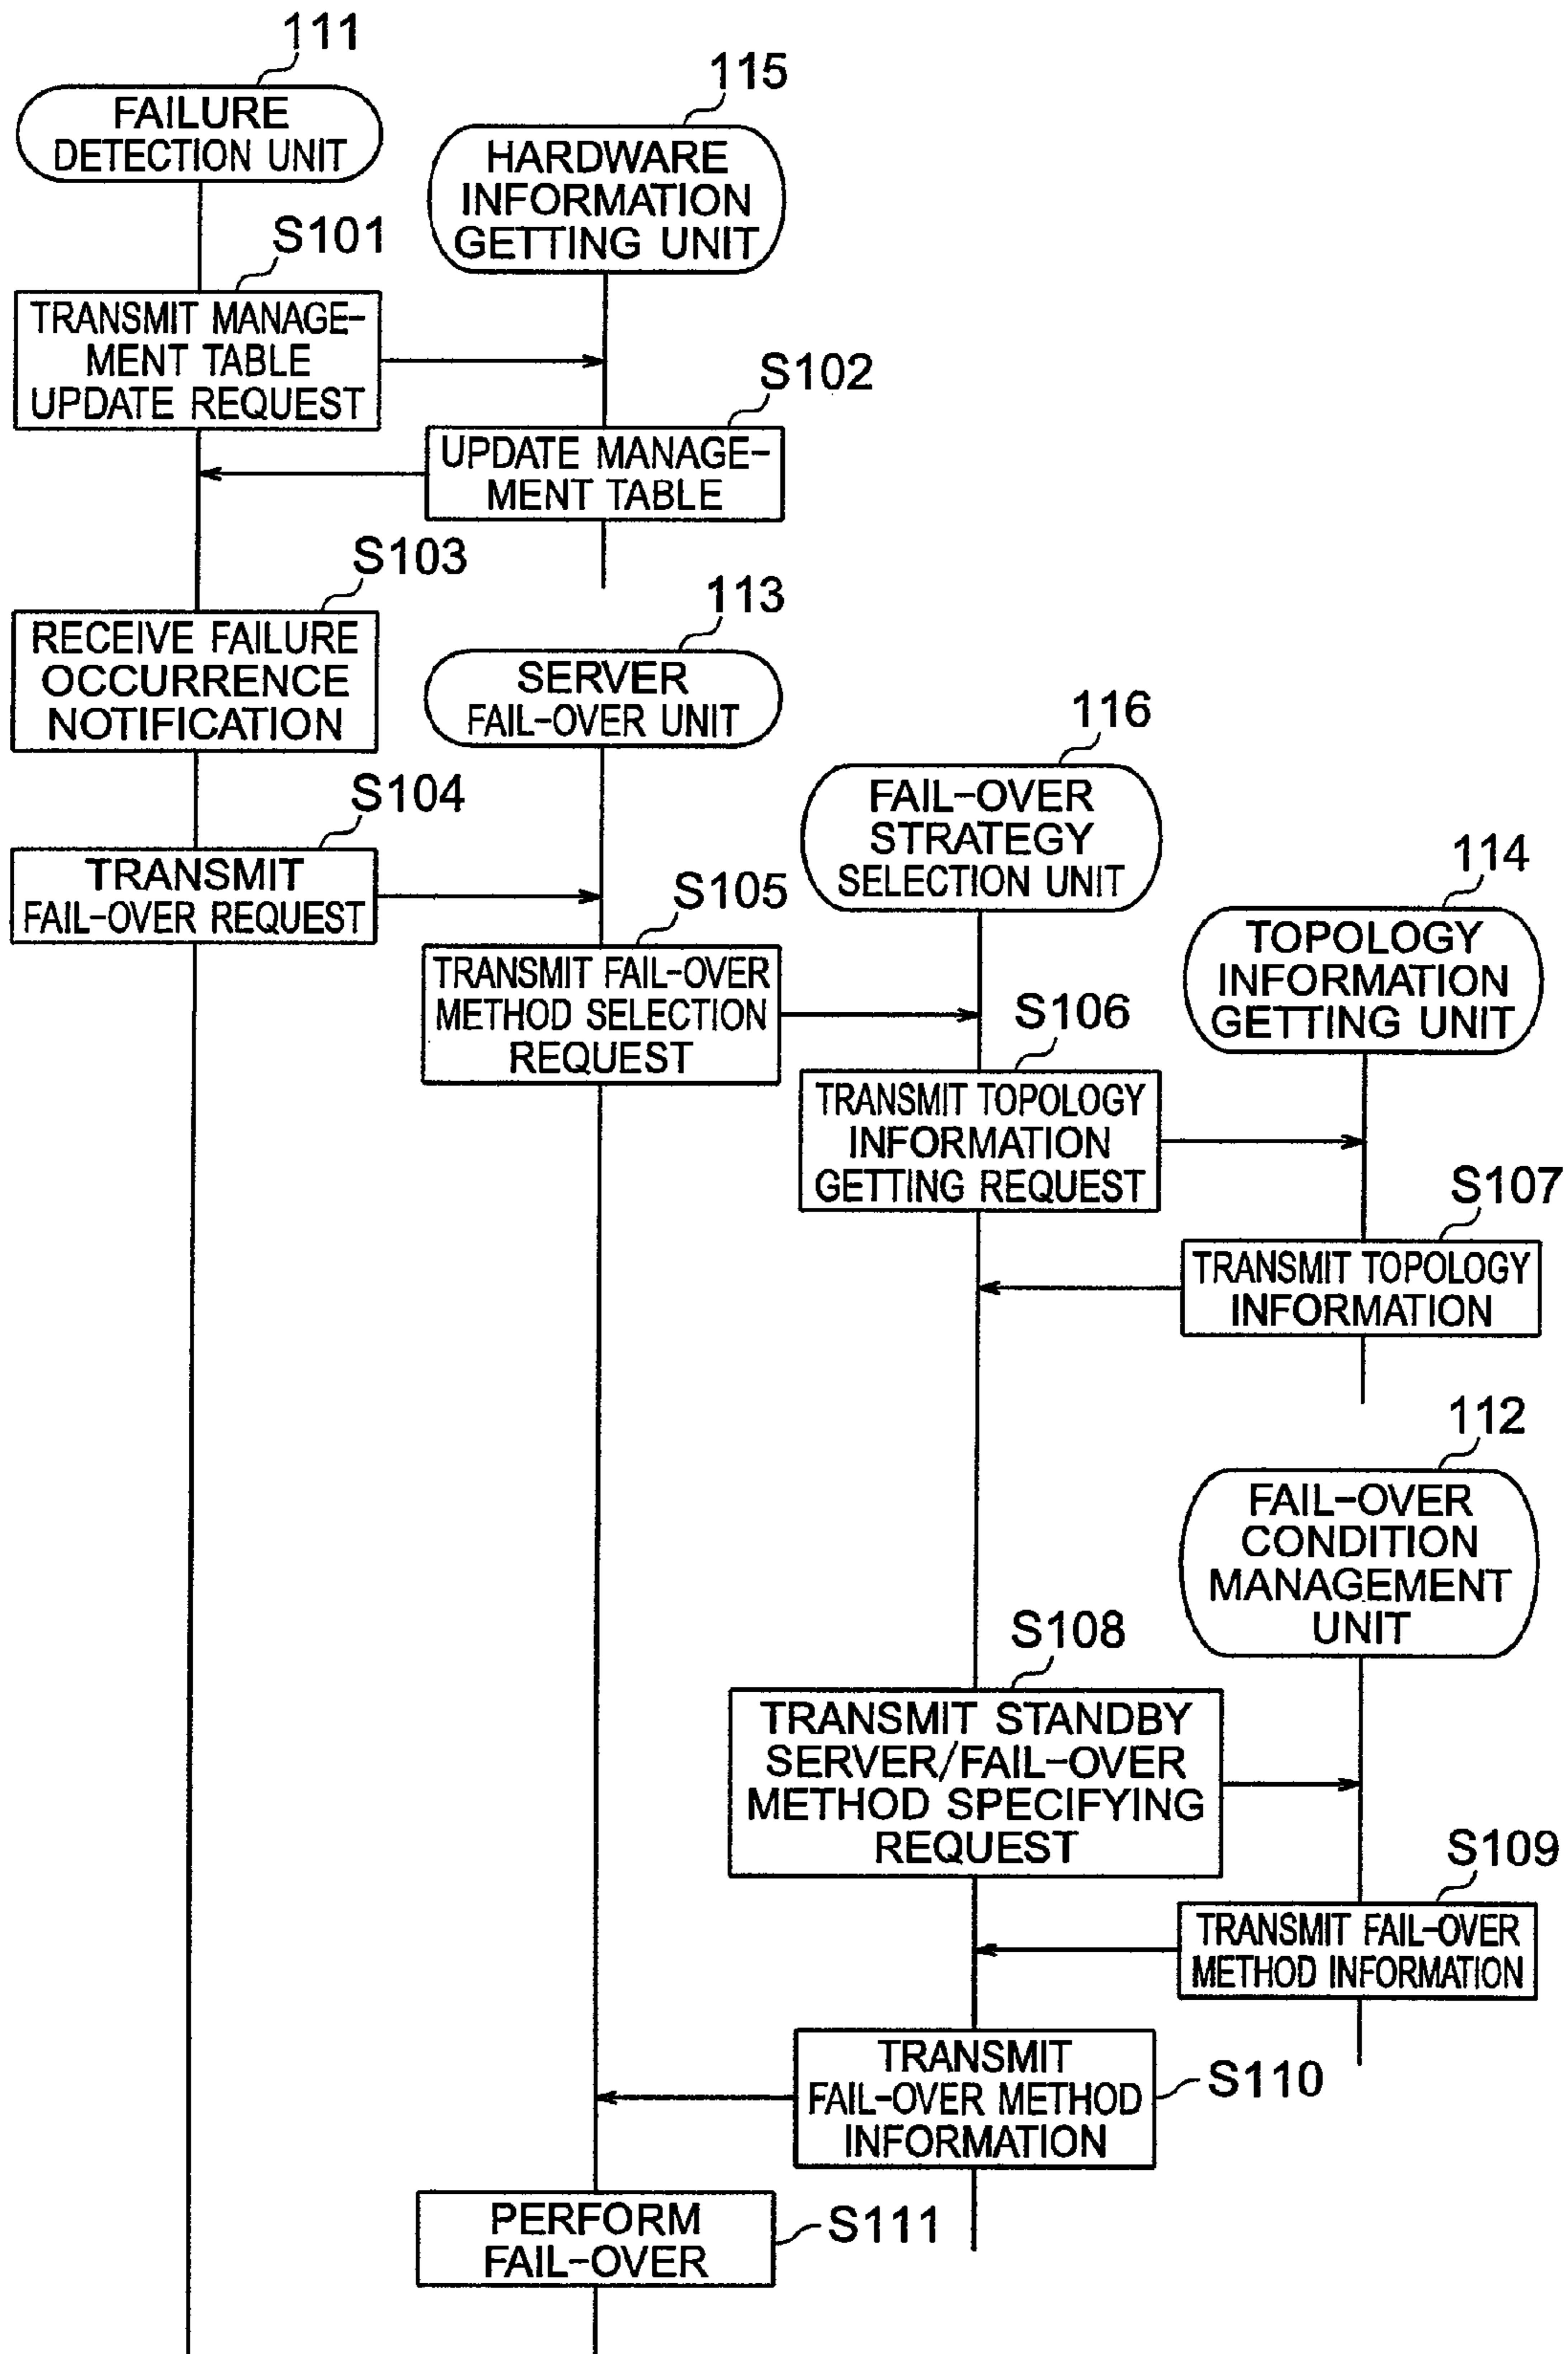 111
FAILURE
DETECTION UNIT
115
HARDWARE
INFORMATION
GETTING UNIT
S101
TRANSMIT MANAGE-
MENT TABLE
UPDATE REQUEST
S102
UPDATE MANAGE-
MENT TABLE
S103
RECEIVE FAILURE
OCCURRENCE
NOTIFICATION
113
SERVER
FAIL-OVER UNIT
S104
TRANSMIT
FAIL-OVER REQUEST
116
FAIL-OVER
STRATEGY
SELECTION UNIT
S105
TRANSMIT FAIL-OVER
METHOD SELECTION
REQUEST
114
TOPOLOGY
INFORMATION
GETTING UNIT
S106
TRANSMIT TOPOLOGY
INFORMATION
GETTING REQUEST
S107
TRANSMIT TOPOLOGY
INFORMATION
112
FAIL-OVER
CONDITION
MANAGEMENT
UNIT
S108
TRANSMIT STANDBY
SERVER/FAIL-OVER
METHOD SPECIFYING
REQUEST
S109
TRANSMIT FAIL-OVER
METHOD INFORMATION
TRANSMIT
FAIL-OVER METHOD
INFORMATION
S110
PERFORM
FAIL-OVER
S111